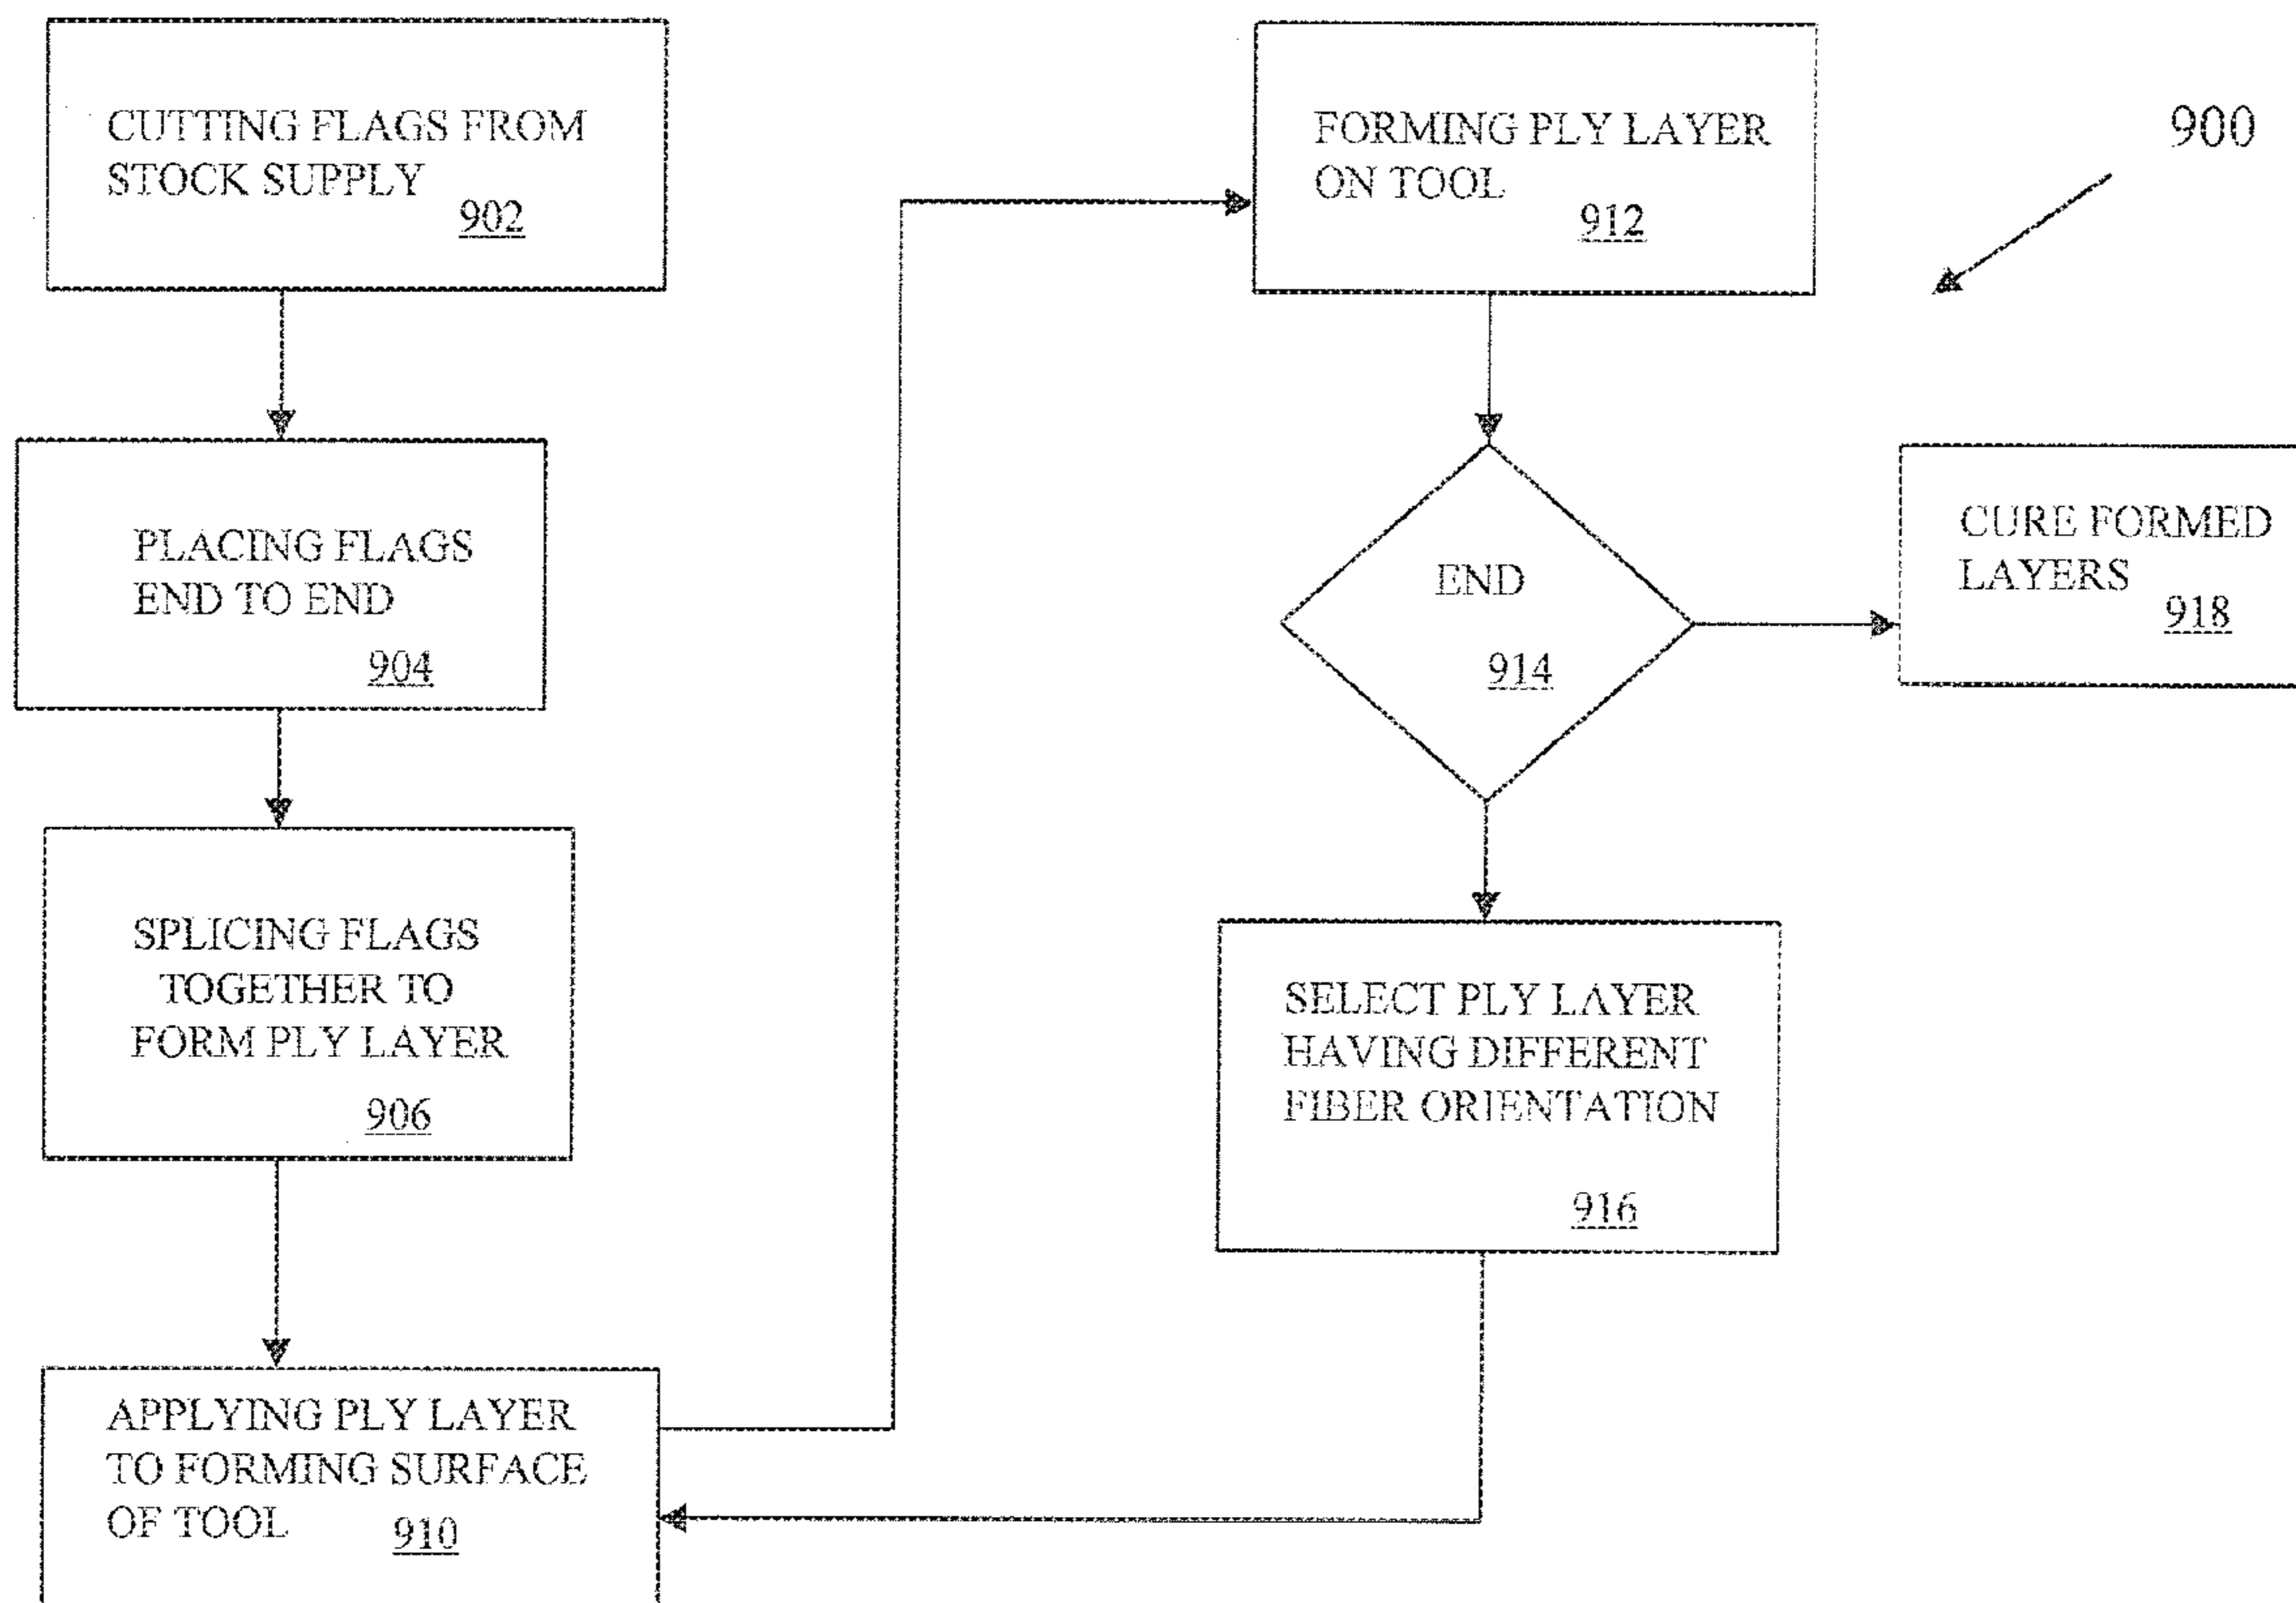 CUTTING FLAGS FROM
STOCK SUPPLY
902
PLACING FLAGS
END TO END
904
SPLICING FLAGS
TOGETHER TO
FORM PLY LAYER
906
APPLYING PLY LAYER
TO FORMING SURFACE
OF TOOL
910
FORMING PLY LAYER
ON TOOL
912
END
914
SELECT PLY LAYER
HAVING DIFFERENT
FIBER ORIENTATION
916
900
CURE FORMED
LAYERS
918